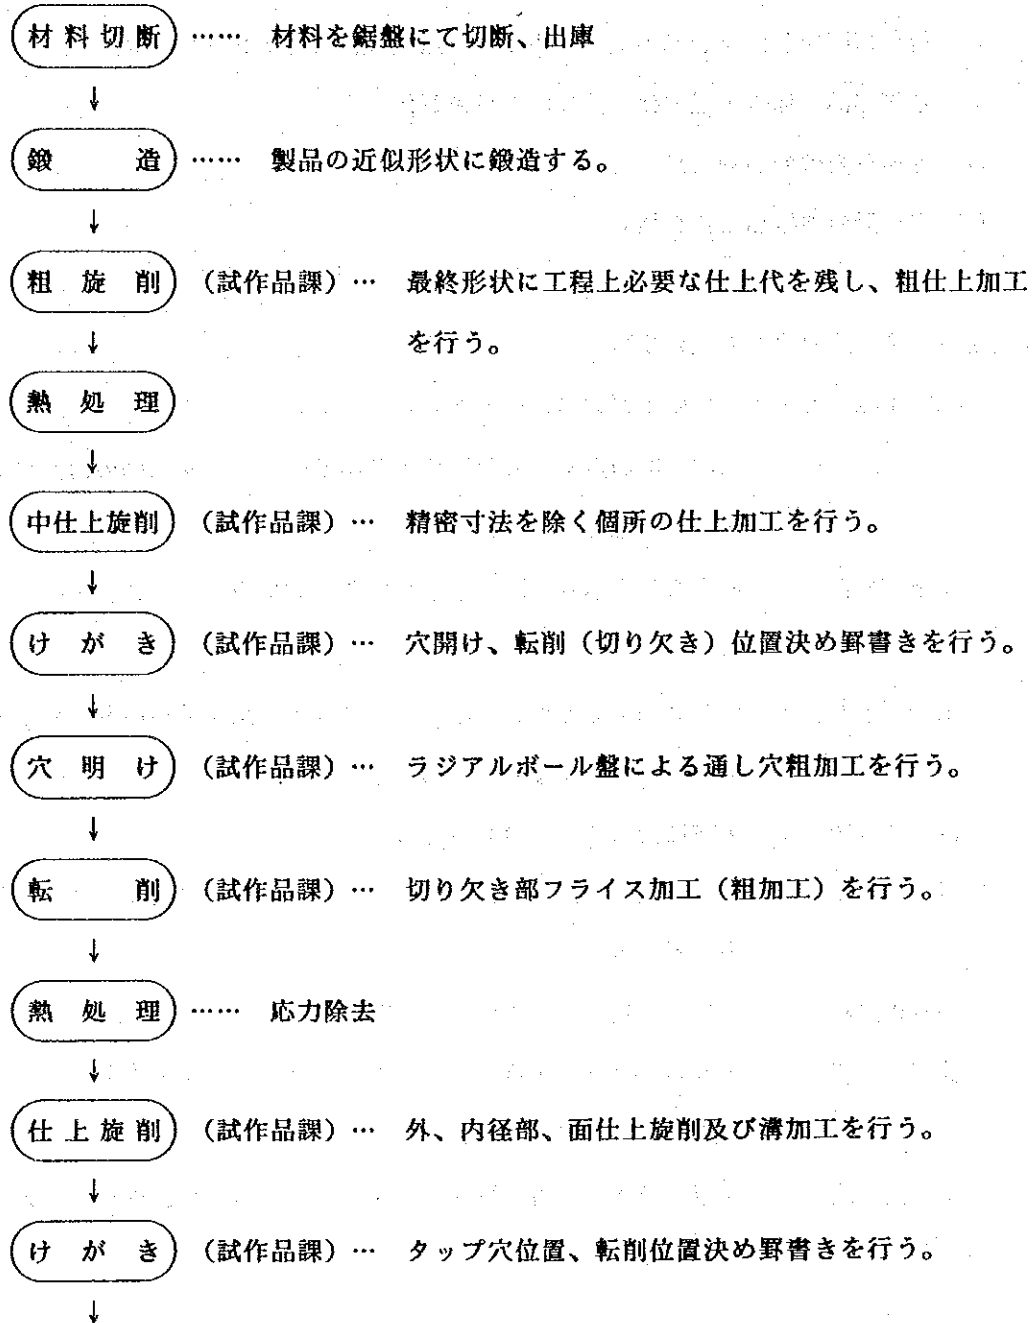 材料切断 …… 材料を鋸盤にて切断、出庫
↓
鍛造 …… 製品の近似形状に鍛造する。
↓
粗旋削 (試作品課) … 最終形状に工程上必要な仕上代を残し、粗仕上加工
↓ を行う。
熱処理
↓
中仕上旋削 (試作品課) … 精密寸法を除く個所の仕上加工を行う。
↓
けがき (試作品課) … 穴開け、転削（切り欠き）位置決め罫書きを行う。
↓
穴明け (試作品課) … ラジアルボール盤による通し穴粗加工を行う。
↓
転削 (試作品課) … 切り欠き部フライス加工（粗加工）を行う。
↓
熱処理 …… 応力除去
↓
仕上旋削 (試作品課) … 外、内径部、面仕上旋削及び溝加工を行う。
↓
けがき (試作品課) … タップ穴位置、転削位置決め罫書きを行う。
↓